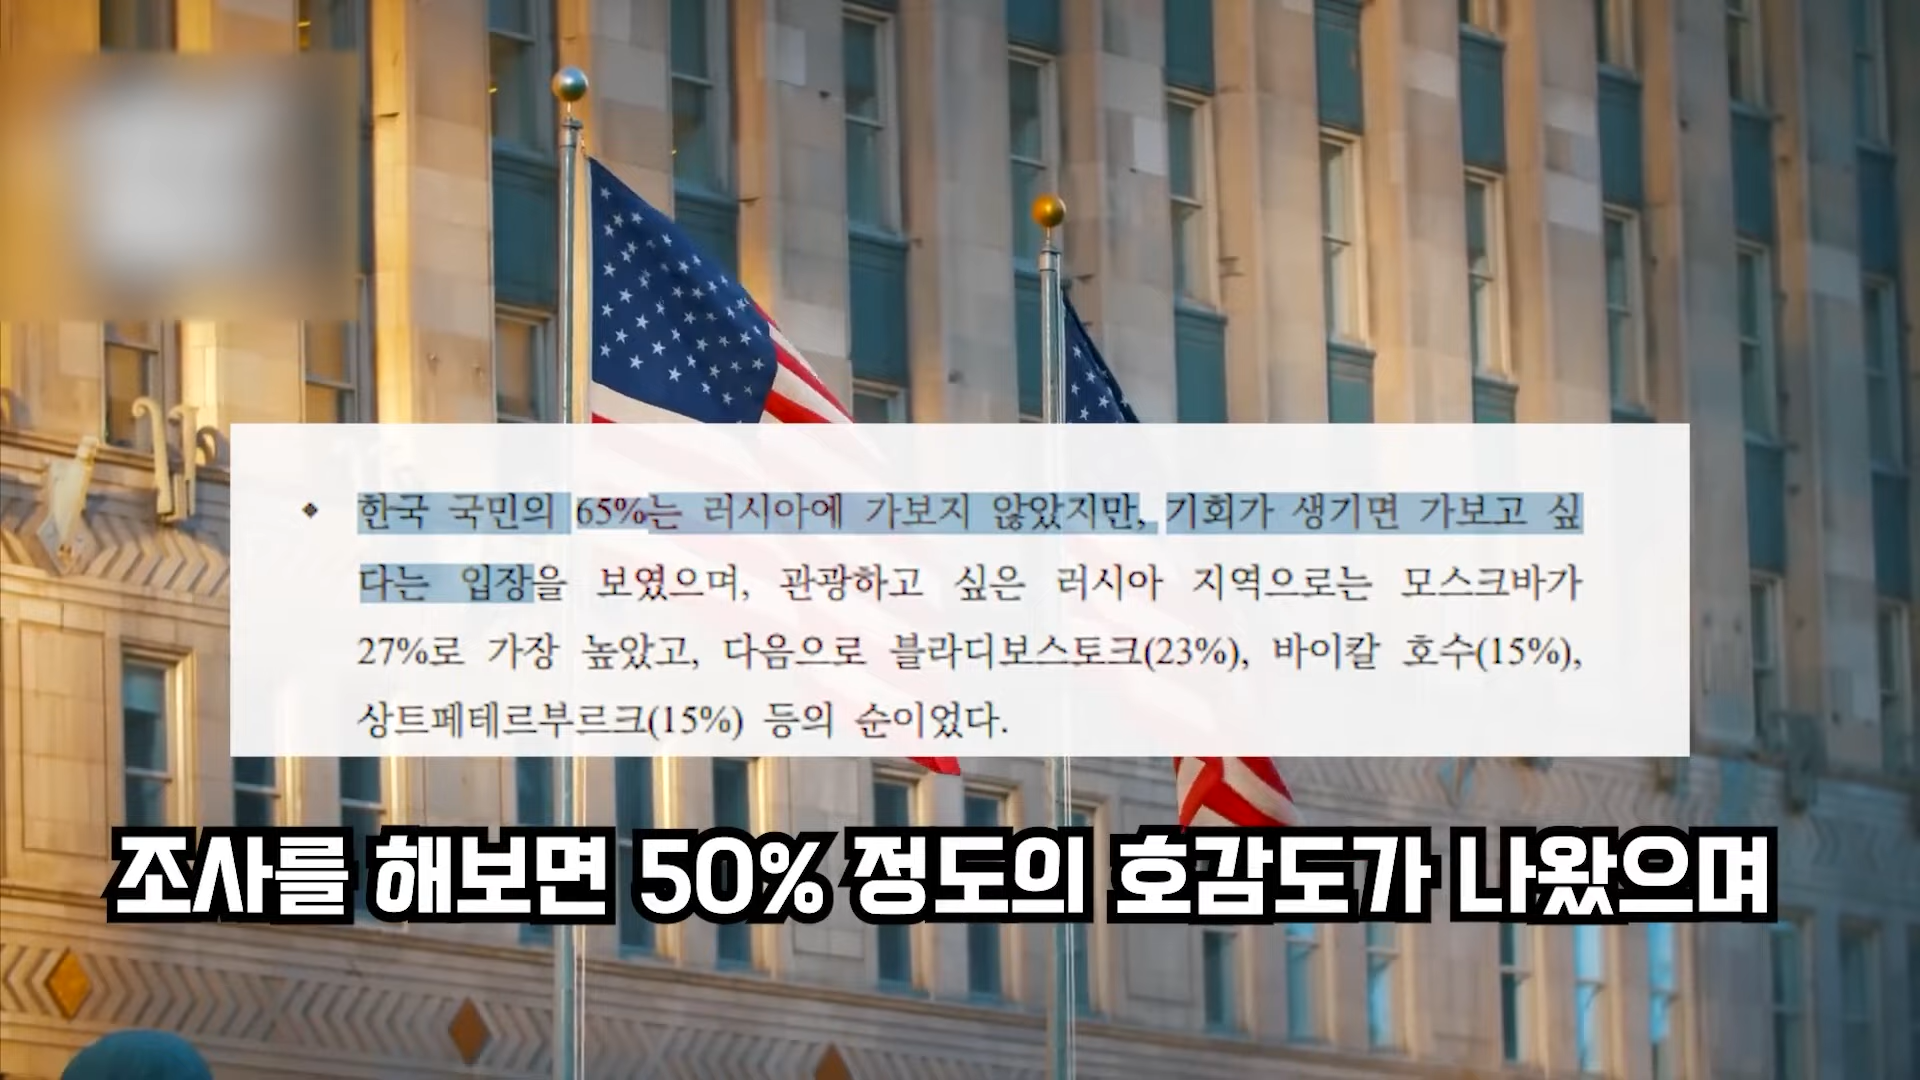 ❖ 한국 국민의 65%는 러시아에 가보지 않았지만, 기회가 생기면 가보고 싶
다는 입장을 보였으며, 관광하고 싶은 러시아 지역으로는 모스크바가
27%로 가장 높았고, 다음으로 블라디보스토크(23%), 바이칼 호수(15%),
상트페테르부르크(15%) 등의 순이었다.
조사를 해보면 50% 정도의 호감도가 나왔으며